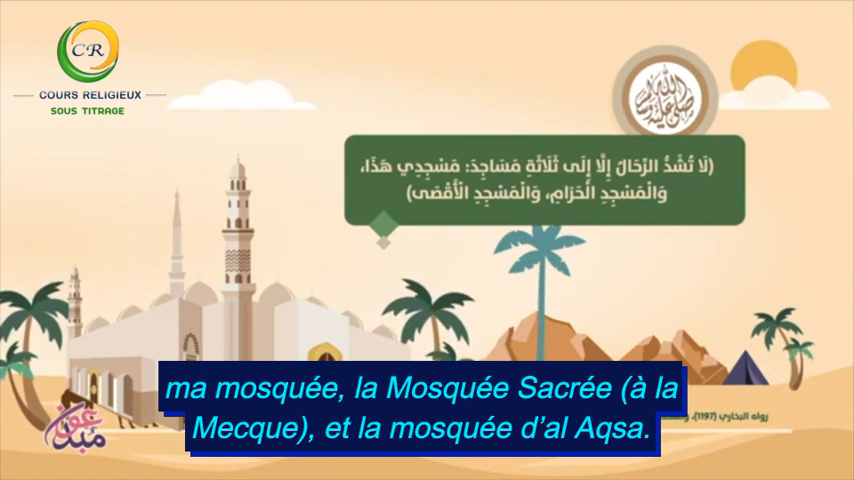 CR
COURS RELIGIEUX
SOUS TITRAGE
ﷺ
(لَا تُشَدُّ الرِّحَالُ إِلَّا إِلَى ثَلَاثَةِ مَسَاجِدَ: مَسْجِدِي هَذَا،
وَالْمَسْجِدِ الْحَرَامِ، وَالْمَسْجِدِ الْأَقْصَى)
ma mosquée, la Mosquée Sacrée (à la
Mecque), et la mosquée d’al Aqsa.
رواه البخاري (1197)،